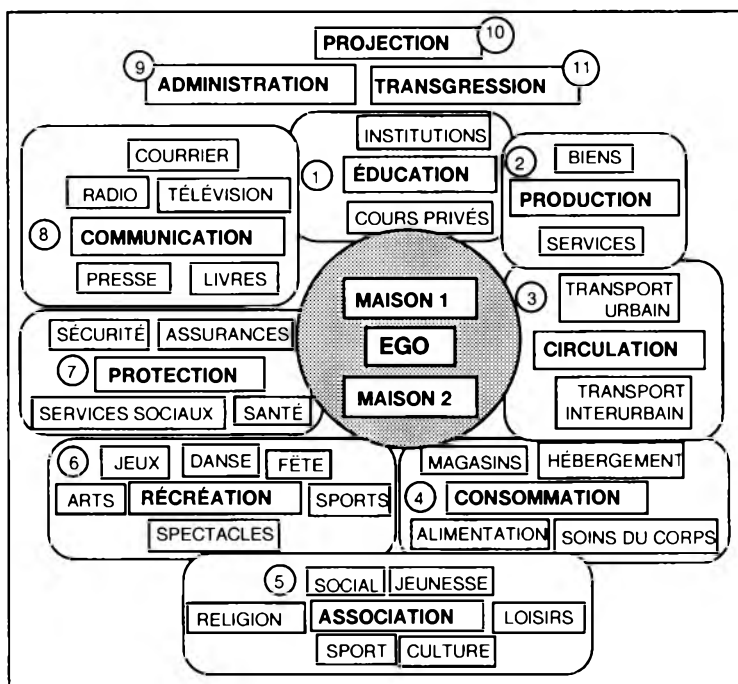 10
PROJECTION
9
ADMINISTRATION
TRANSGRESSION
11
INSTITUTIONS
1
ÉDUCATION
COURS PRIVÉS
2
BIENS
PRODUCTION
SERVICES
COURRIER
RADIO
TÉLÉVISION
8
COMMUNICATION
PRESSE
LIVRES
MAISON 1
EGO
MAISON 2
3
TRANSPORT
URBAIN
CIRCULATION
TRANSPORT
INTERURBAIN
SÉCURITÉ
ASSURANCES
7
PROTECTION
SERVICES SOCIAUX
SANTÉ
6
JEUX
DANSE
FËTE
ARTS
RÉCRÉATION
SPORTS
SPECTACLES
MAGASINS
HÉBERGEMENT
4
CONSOMMATION
ALIMENTATION
SOINS DU CORPS
5
SOCIAL
JEUNESSE
RELIGION
ASSOCIATION
LOISIRS
SPORT
CULTURE